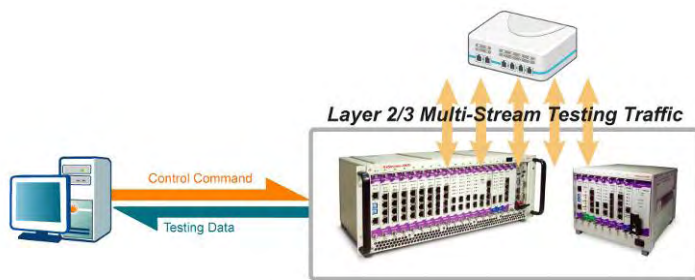 Layer 2/3 Multi-Stream Testing Traffic
Control Command
Testing Data